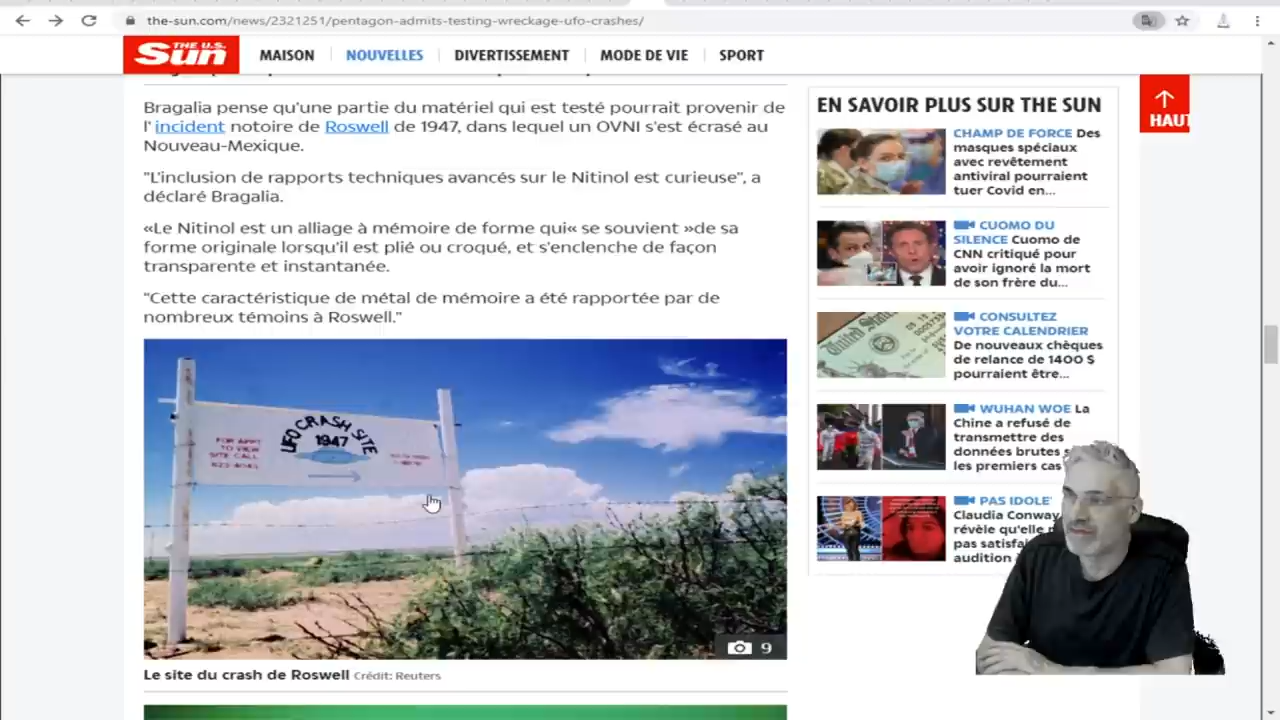 the-sun.com/news/2321251/pentagon-admits-testing-wreckage-ufo-crashes/
THE U.S.
Sun
MAISON
NOUVELLES
DIVERTISSEMENT
MODE DE VIE
SPORT
Bragalia pense qu'une partie du matériel qui est testé pourrait provenir de
l' incident notoire de Roswell de 1947, dans lequel un OVNI s'est écrasé au
Nouveau-Mexique.
"L'inclusion de rapports techniques avancés sur le Nitinol est curieuse", a
déclaré Bragalia.
«Le Nitinol est un alliage à mémoire de forme qui« se souvient »de sa
forme originale lorsqu'il est plié ou croqué, et s'enclenche de façon
transparente et instantanée.
"Cette caractéristique de métal de mémoire a été rapportée par de
nombreux témoins à Roswell."
UFO CRASH SITE
1947
FOR APPT
TO VIEW
SITE CALL
9
Le site du crash de Roswell Crédit: Reuters
EN SAVOIR PLUS SUR THE SUN
CHAMP DE FORCE Des
masques spéciaux
avec revêtement
antiviral pourraient
tuer Covid en...
CUOMO DU
SILENCE Cuomo de
CNN critiqué pour
avoir ignoré la mort
de son frère du...
United States
CONSULTEZ
VOTRE CALENDRIER
De nouveaux chèques
de relance de 1400 $
pourraient être...
WUHAN WOE La
Chine a refusé de
transmettre des
données brutes s
les premiers cas
PAS IDOLE'
Claudia Conway
révèle qu'elle
pas satisfa
audition
HAUT